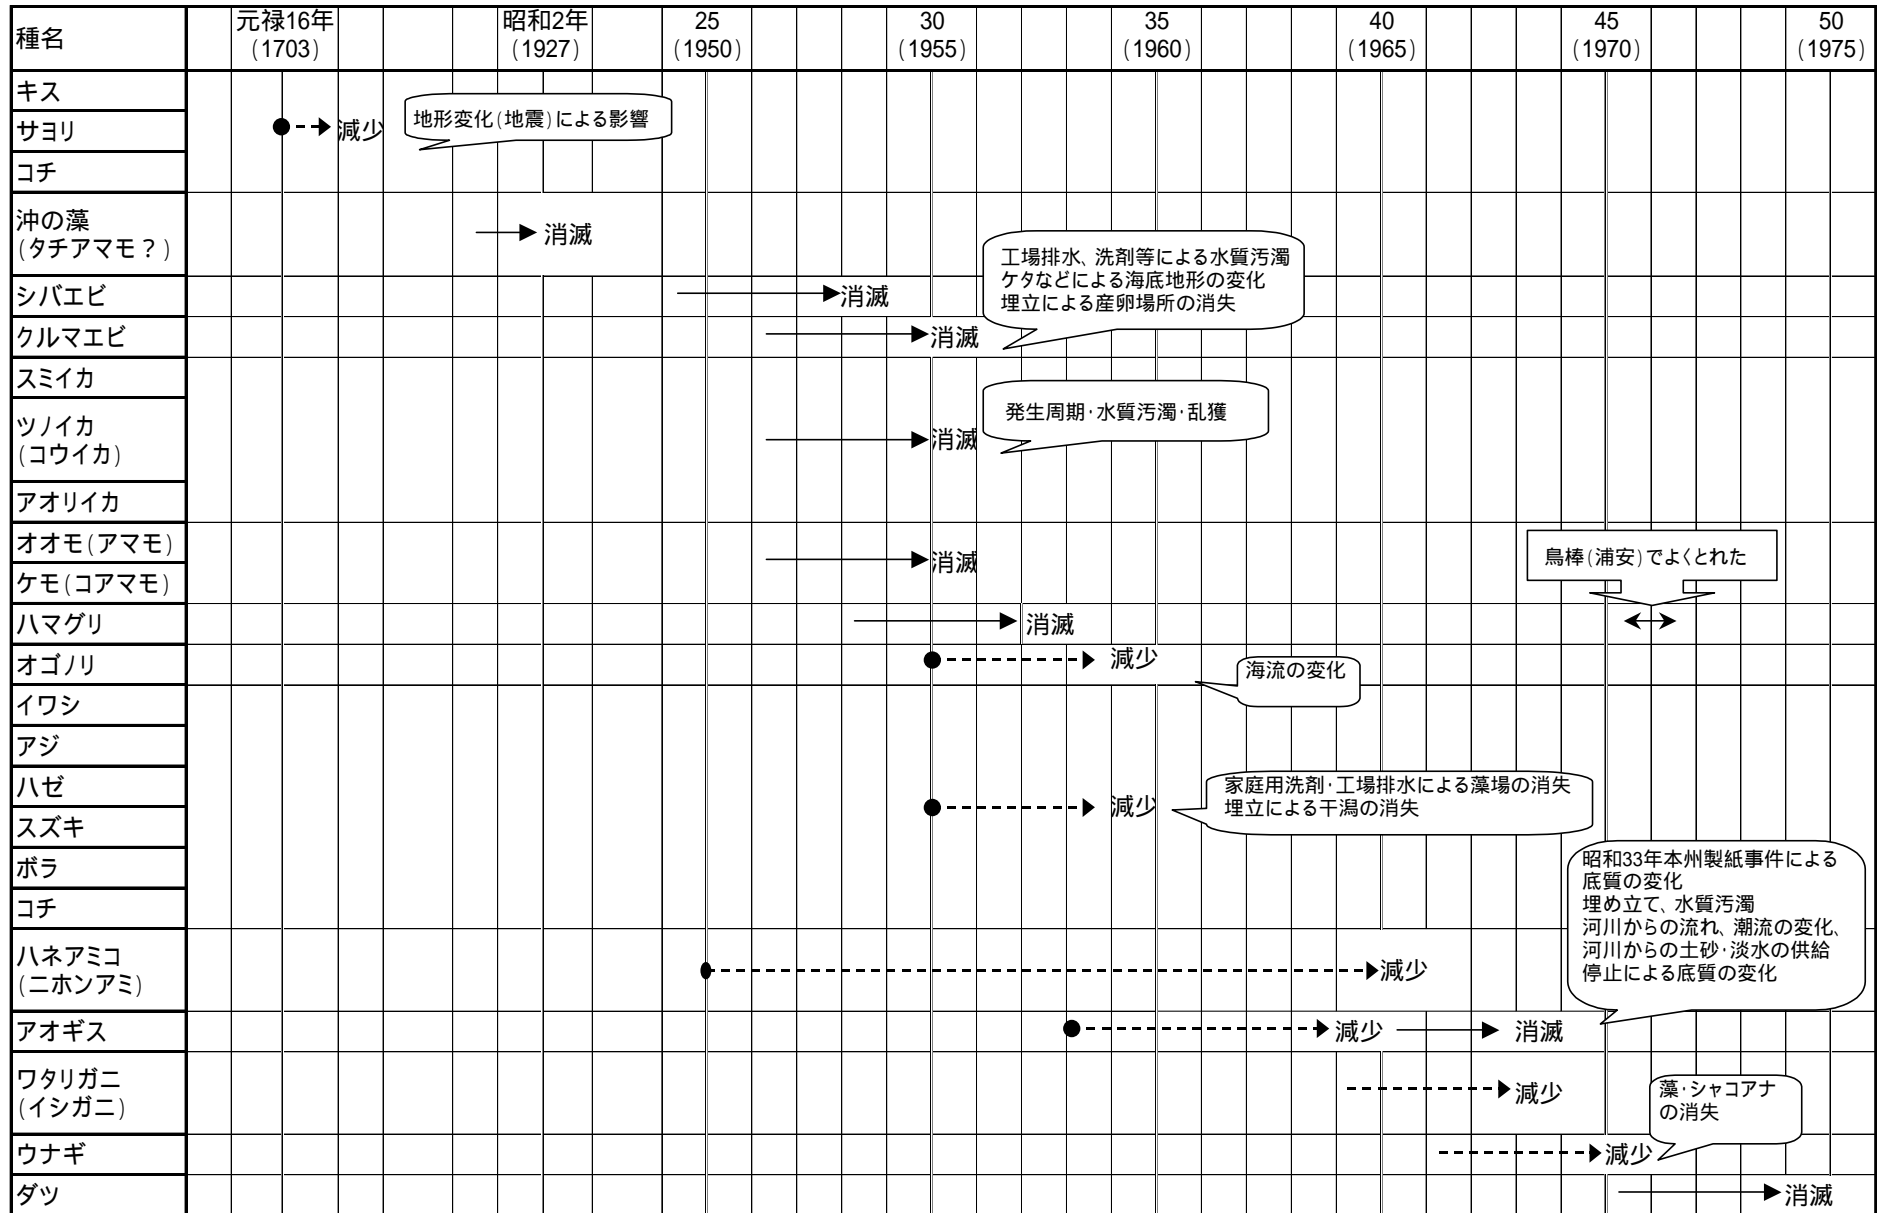 種名
元禄16年
(1703)
昭和2年
(1927)
25
(1950)
30
(1955)
35
(1960)
40
(1965)
45
(1970)
50
(1975)
キス
サヨリ
減少
地形変化(地震)による影響
コチ
沖の藻
(タチアマモ？)
消滅
工場排水、洗剤等による水質汚濁
ケタなどによる海底地形の変化
埋立による産卵場所の消失
シバエビ
消滅
クルマエビ
消滅
スミイカ
ツノイカ
(コウイカ)
消滅
発生周期･水質汚濁･乱獲
アオリイカ
オオモ(アマモ)
ケモ(コアマモ)
消滅
鳥棒(浦安)でよくとれた
ハマグリ
消滅
オゴノリ
減少
海流の変化
イワシ
アジ
ハゼ
スズキ
減少
家庭用洗剤･工場排水による藻場の消失
埋立による干潟の消失
ボラ
コチ
昭和33年本州製紙事件による
底質の変化
埋め立て、水質汚濁
河川からの流れ、潮流の変化、
河川からの土砂･淡水の供給
停止による底質の変化
ハネアミコ
(ニホンアミ)
減少
アオギス
減少
消滅
ワタリガニ
(イシガニ)
減少
藻･シャコアナ
の消失
ウナギ
減少
ダツ
消滅